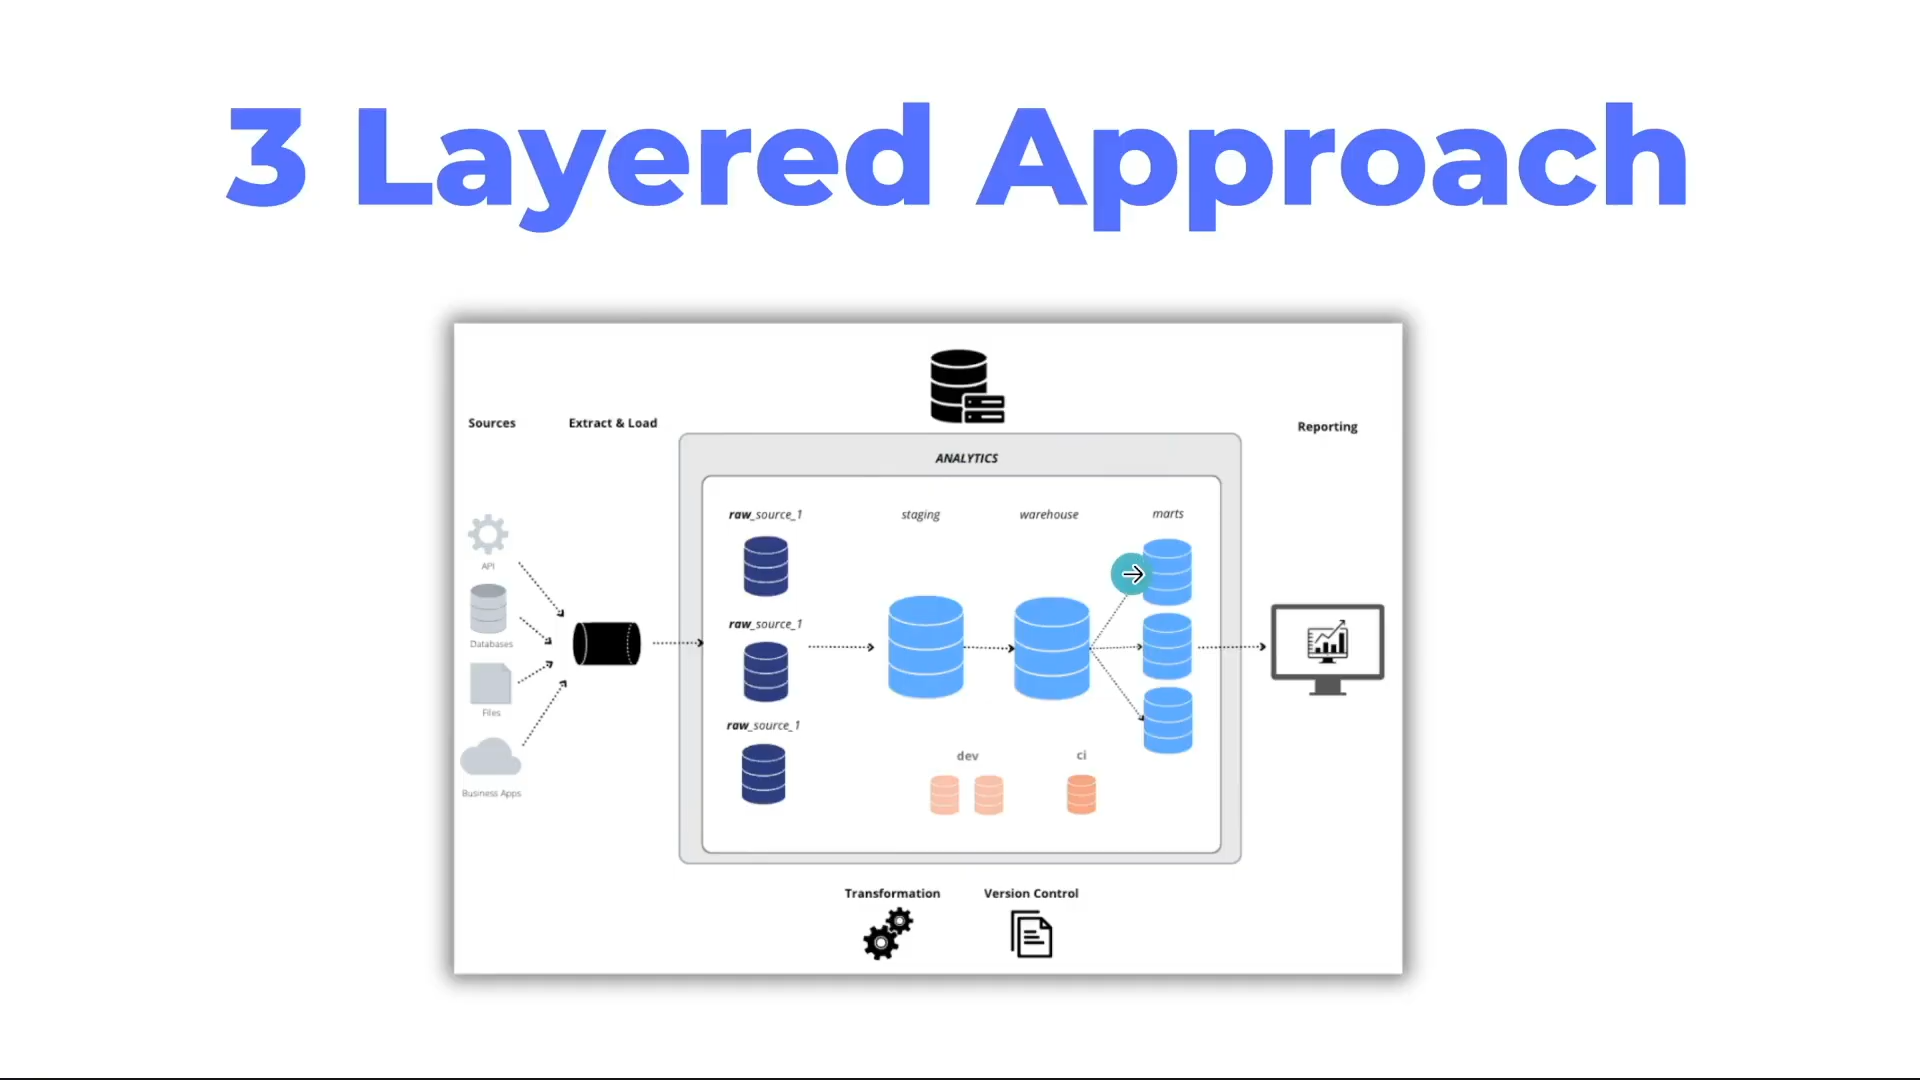 3 Layered Approach
Sources
Extract & Load
Reporting
ANALYTICS
raw_source_1
staging
warehouse
marts
API
raw_source_1
Databases
Files
raw_source_1
dev
ci
Business Apps
Transformation
Version Control